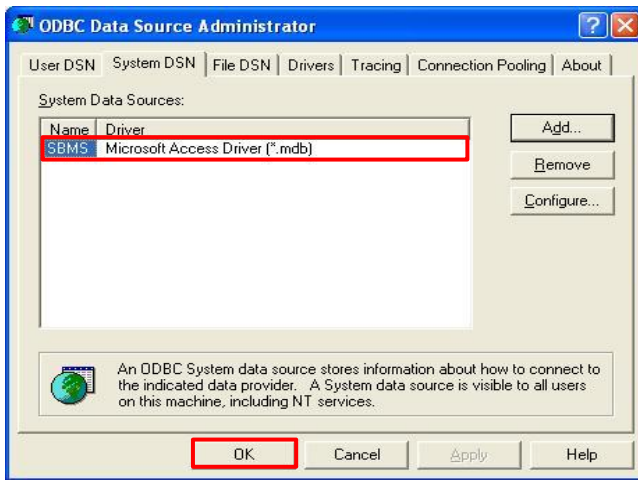 ODBC Data Source Administrator
User DSN System DSN File DSN Drivers Tracing Connection Pooling About
System Data Sources:
Name Driver
SBMS Microsoft Access Driver (*.mdb)
Add...
Remove
Configure...
An ODBC System data source stores information about how to connect to
the indicated data provider. A System data source is visible to all users
on this machine, including NT services.
OK Cancel Apply Help